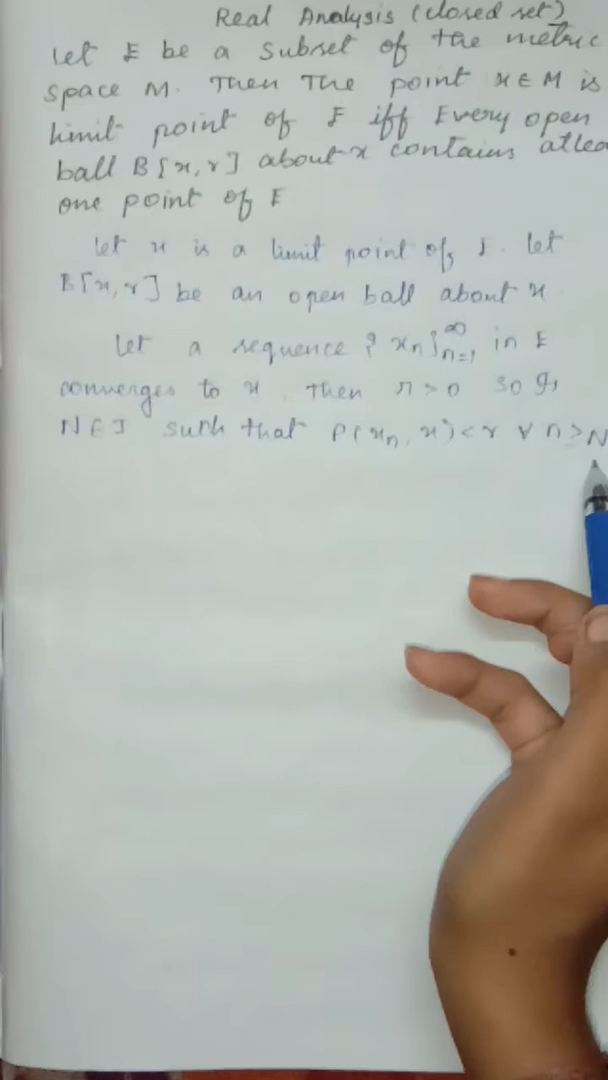 Real Analysis (closed set)
Let E be a subset of the metric
space M. Then The point x ∈ M is
limit point of E iff Every open
ball B[x, r] about x contains atlea
one point of E
Let x is a limit point of E. Let
B[x, r] be an open ball about x
Let a sequence {xn}∞n=1 in E
converges to x. Then r > 0 so
N ∈ I such that ρ(xn, x) < r ∀ n ≥ N